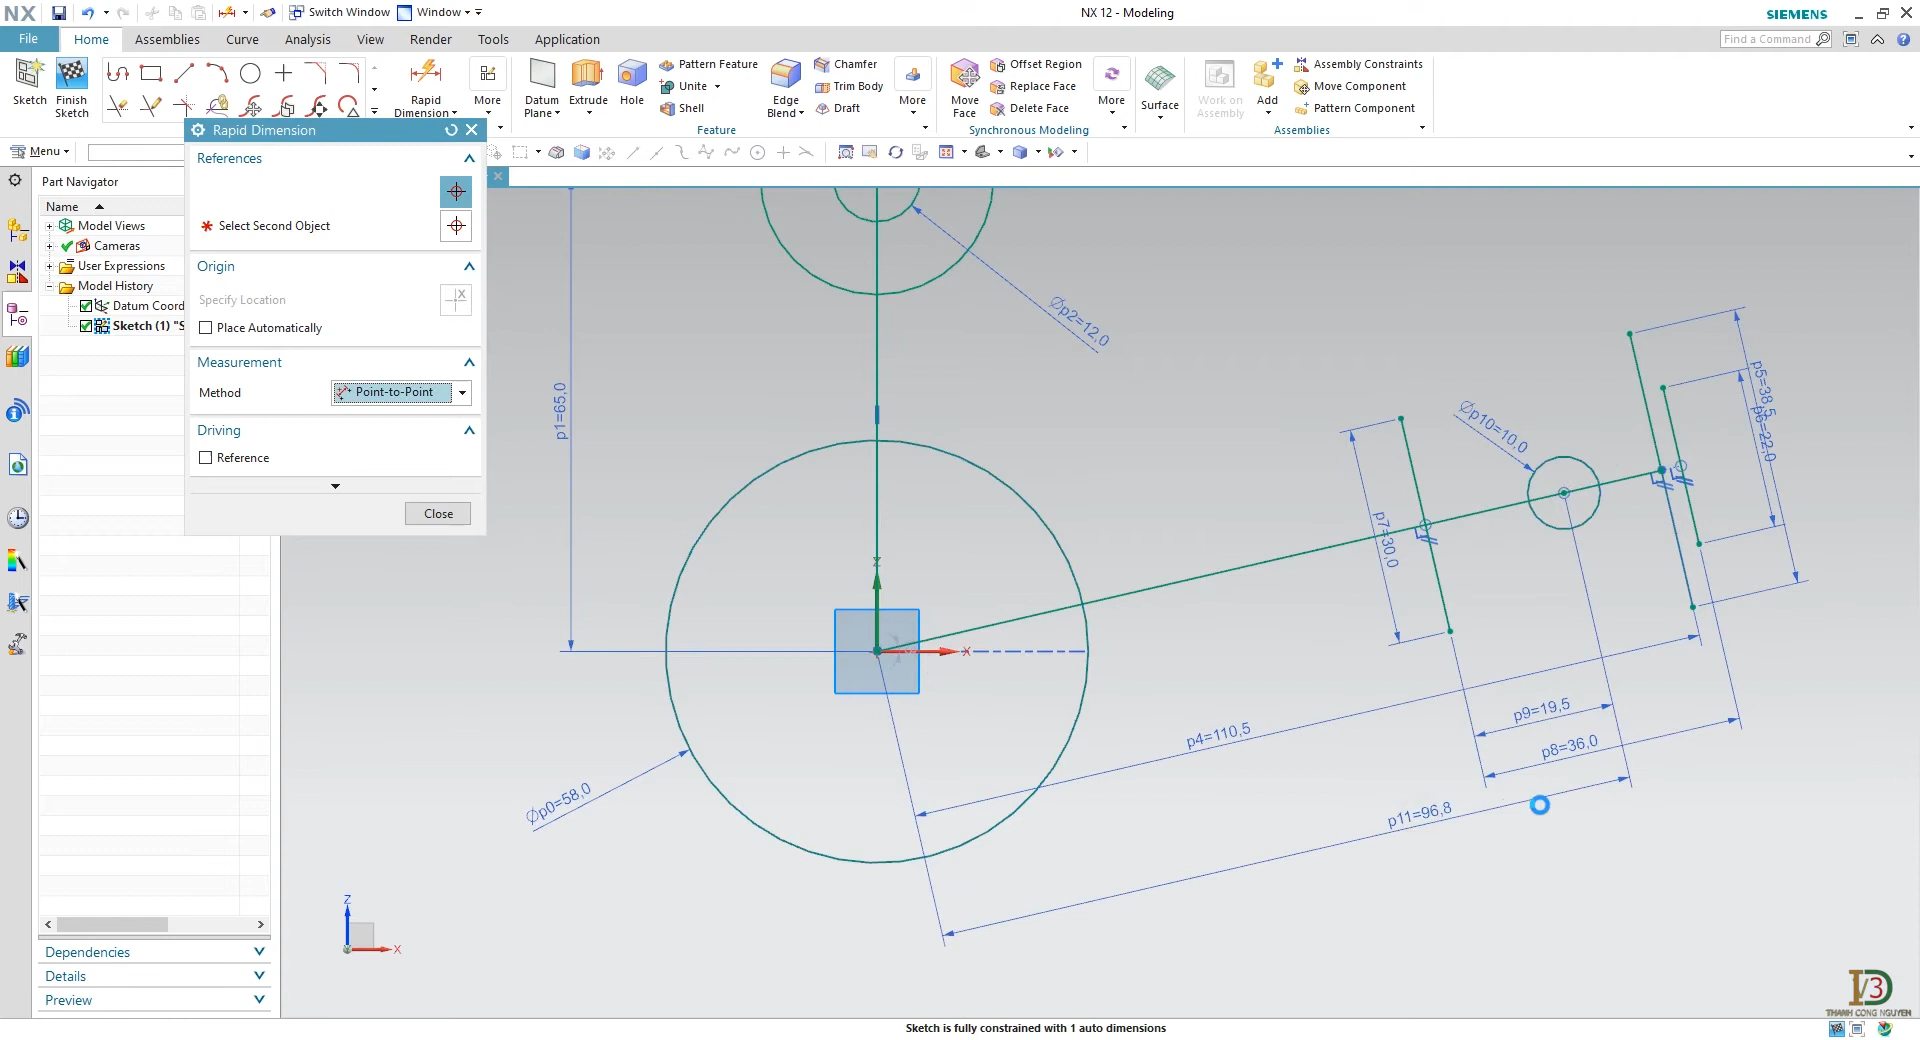 NX
Switch Window
Window
NX 12 - Modeling
SIEMENS
File
Home
Assemblies
Curve
Analysis
View
Render
Tools
Application
Find a Command
Sketch
Finish Sketch
Rapid Dimension
More
Datum Plane
Extrude
Hole
Pattern Feature
Unite
Shell
Edge Blend
Chamfer
Trim Body
Draft
More
Feature
Move Face
Offset Region
Replace Face
Delete Face
More
Synchronous Modeling
Surface
Work on Assembly
Add
Assembly Constraints
Move Component
Pattern Component
Assemblies
Menu
Rapid Dimension
References
Select Second Object
Origin
Specify Location
Place Automatically
Measurement
Method
Point-to-Point
Driving
Reference
Close
Part Navigator
Name
Model Views
Cameras
User Expressions
Model History
Datum Coord
Sketch (1) "S
Dependencies
Details
Preview
p1=65,0
Øp2=12,0
Øp10=10,0
p5=38,5
p6=22,0
p7=30,0
Z
X
p9=19,5
p4=110,5
p8=36,0
Øp0=58,0
p11=96,8
Z
X
THANH CONG NGUYEN
Sketch is fully constrained with 1 auto dimensions